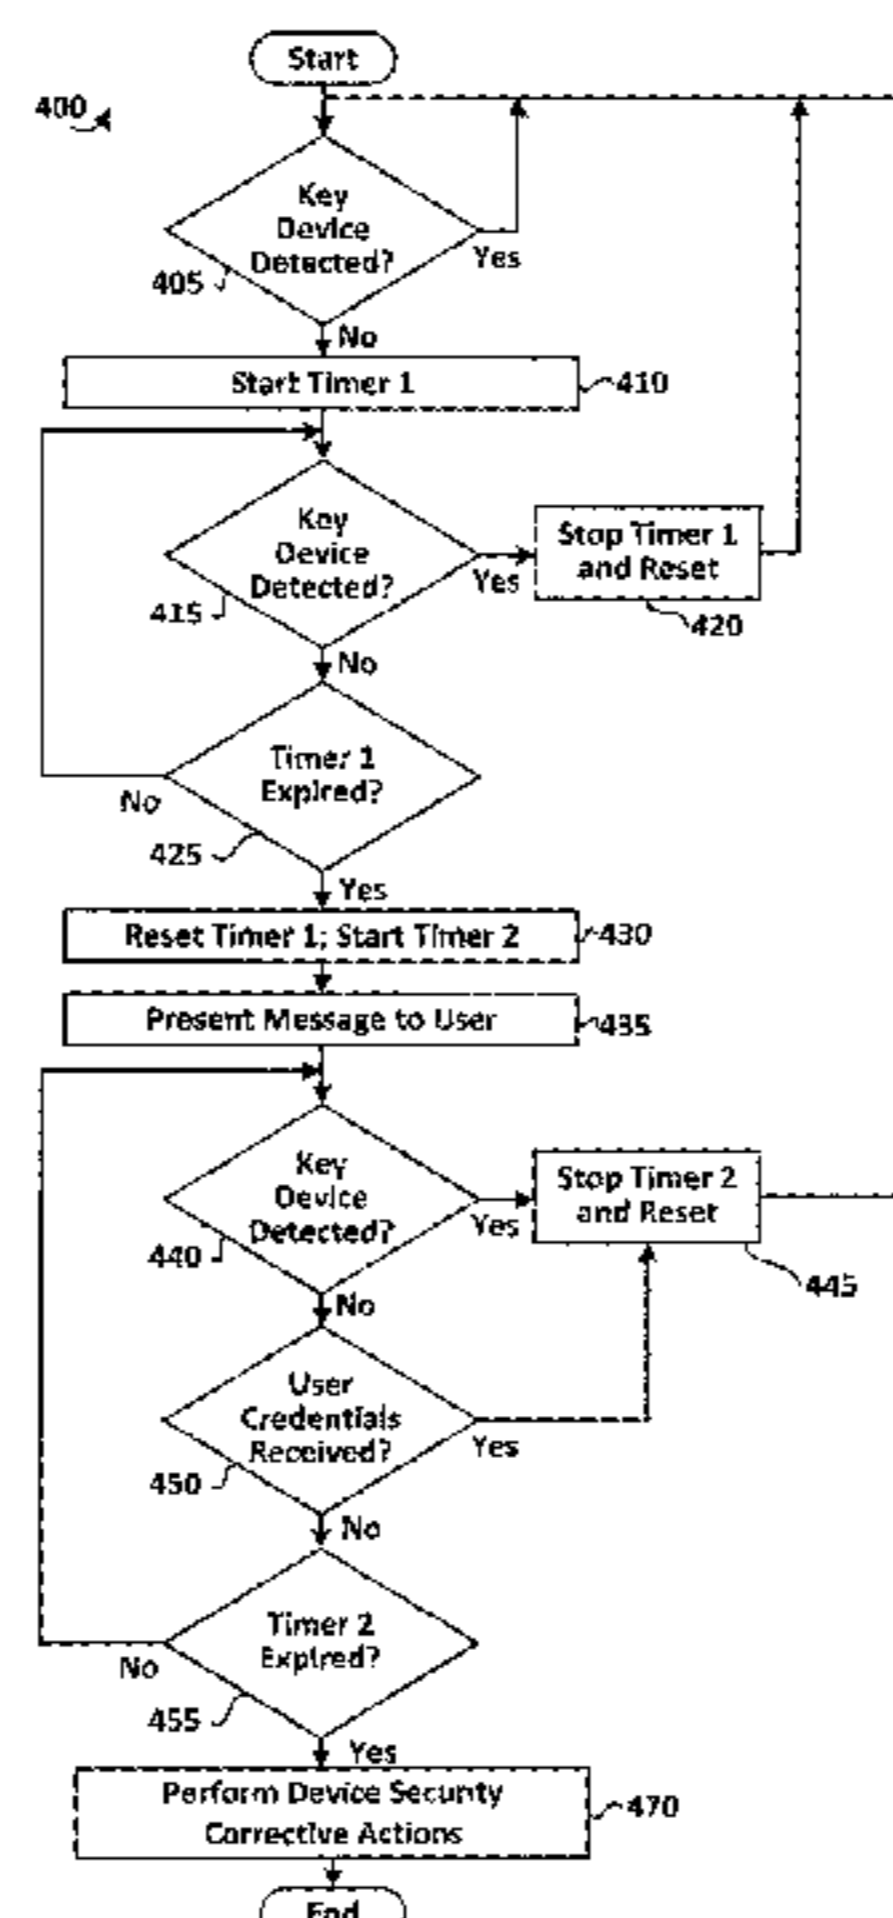 Start
400
Key
Device
Detected?
Yes
405
No
Start Timer 1
410
Key
Device
Detected?
Yes
415
Stop Timer 1
and Reset
420
No
Timer 1
Expired?
No
425
Yes
Reset Timer 1; Start Timer 2
430
Present Message to User
435
Key
Device
Detected?
Yes
440
Stop Timer 2
and Reset
445
No
User
Credentials
Received?
Yes
450
No
Timer 2
Expired?
No
455
Yes
Perform Device Security
Corrective Actions
470
End